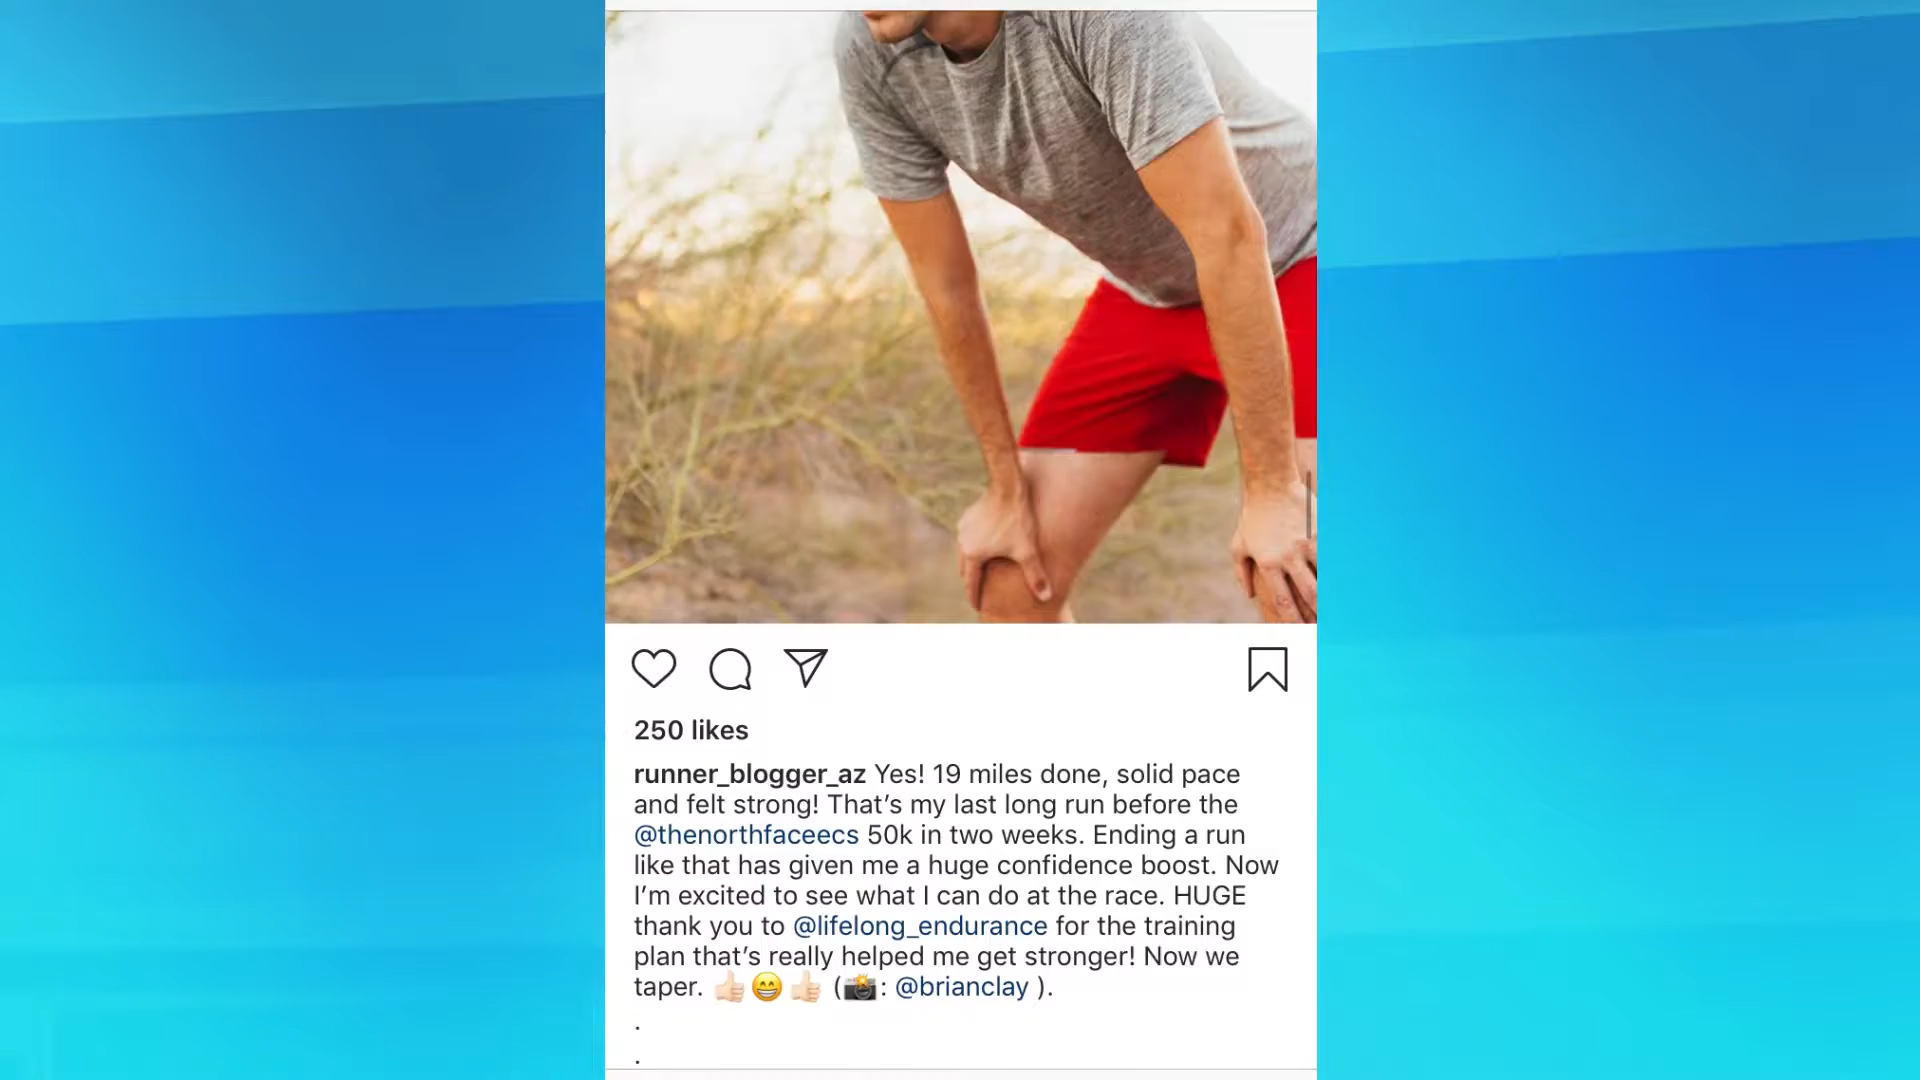 250 likes
runner_blogger_az Yes! 19 miles done, solid pace
and felt strong! That’s my last long run before the
@thenorthfaceecs 50k in two weeks. Ending a run
like that has given me a huge confidence boost. Now
I’m excited to see what I can do at the race. HUGE
thank you to @lifelong_endurance for the training
plan that’s really helped me get stronger! Now we
taper. 👍🏻😁👍🏻 (📸: @brianclay ).
.
.